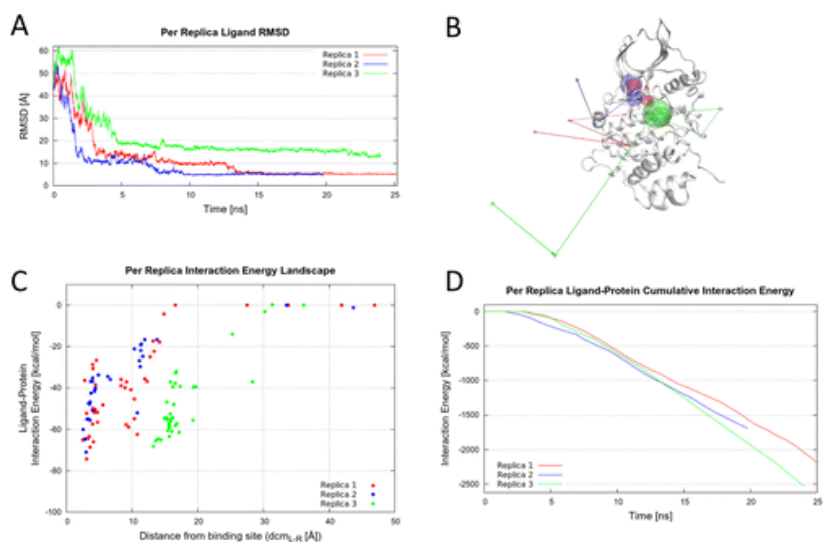 A
Per Replica Ligand RMSD
Replica 1
Replica 2
Replica 3
RMSD [Å]
60
50
40
30
20
10
0
0 5 10 15 20 25
Time [ns]
B
C
Per Replica Interaction Energy Landscape
Ligand-Protein
Interaction Energy [kcal/mol]
0
-20
-40
-60
-80
-100
Replica 1
Replica 2
Replica 3
0 10 20 30 40 50
Distance from binding site (dcm_L-R [Å])
D
Per Replica Ligand-Protein Cumulative Interaction Energy
Interaction Energy [kcal/mol]
0
-500
-1000
-1500
-2000
-2500
Replica 1
Replica 2
Replica 3
0 5 10 15 20 25
Time [ns]